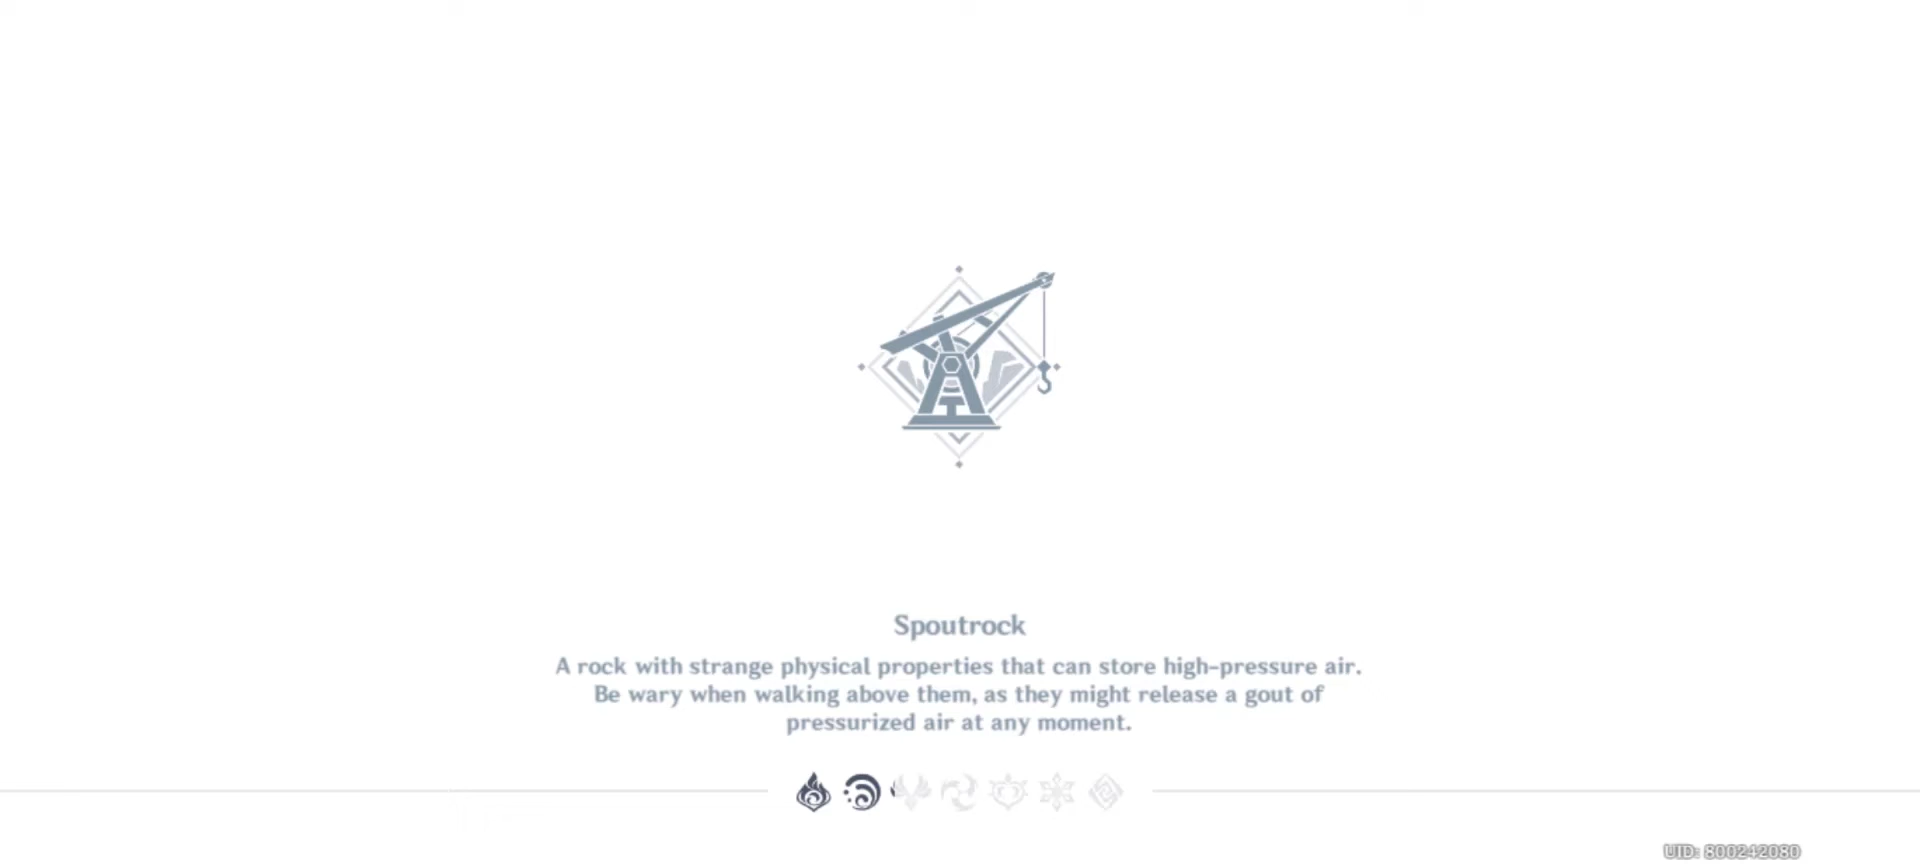 Spoutrock
A rock with strange physical properties that can store high-pressure air.
Be wary when walking above them, as they might release a gout of
pressurized air at any moment.
UID: 800242080